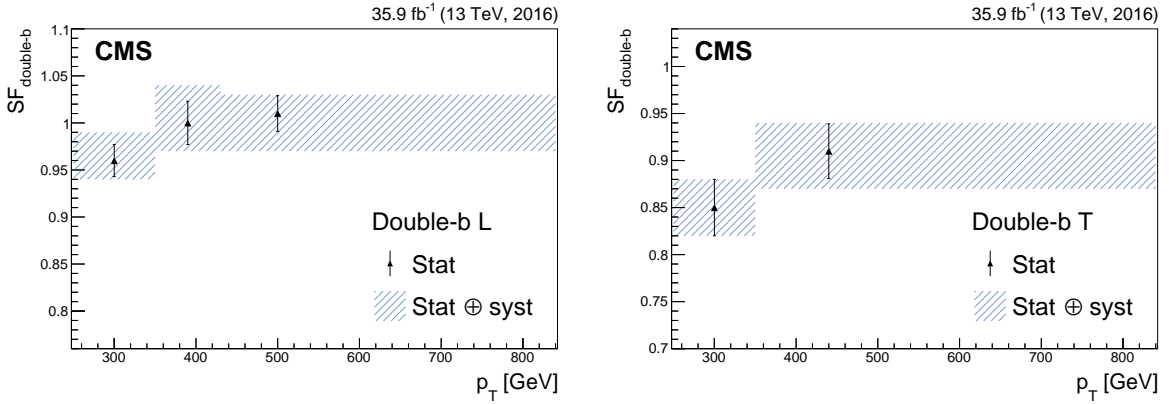 35.9 fb⁻¹ (13 TeV, 2016)
CMS
SF_double-b
1.1
1.05
1
0.95
0.9
0.85
0.8
Double-b L
Stat
Stat ⊕ syst
300 400 500 600 700 800
p_T [GeV]
35.9 fb⁻¹ (13 TeV, 2016)
CMS
SF_double-b
1
0.95
0.9
0.85
0.8
0.75
0.7
Double-b T
Stat
Stat ⊕ syst
300 400 500 600 700 800
p_T [GeV]